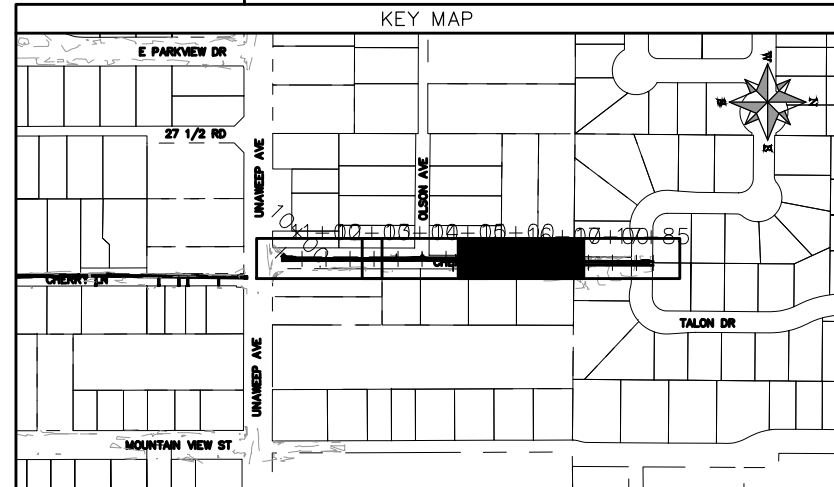 KEY MAP
E PARKVIEW DR
27 1/2 RD
UNAWEEP AVE
OLSON AVE
CHERRY LN
TALON DR
UNAWEEP AVE
MOUNTAIN VIEW ST